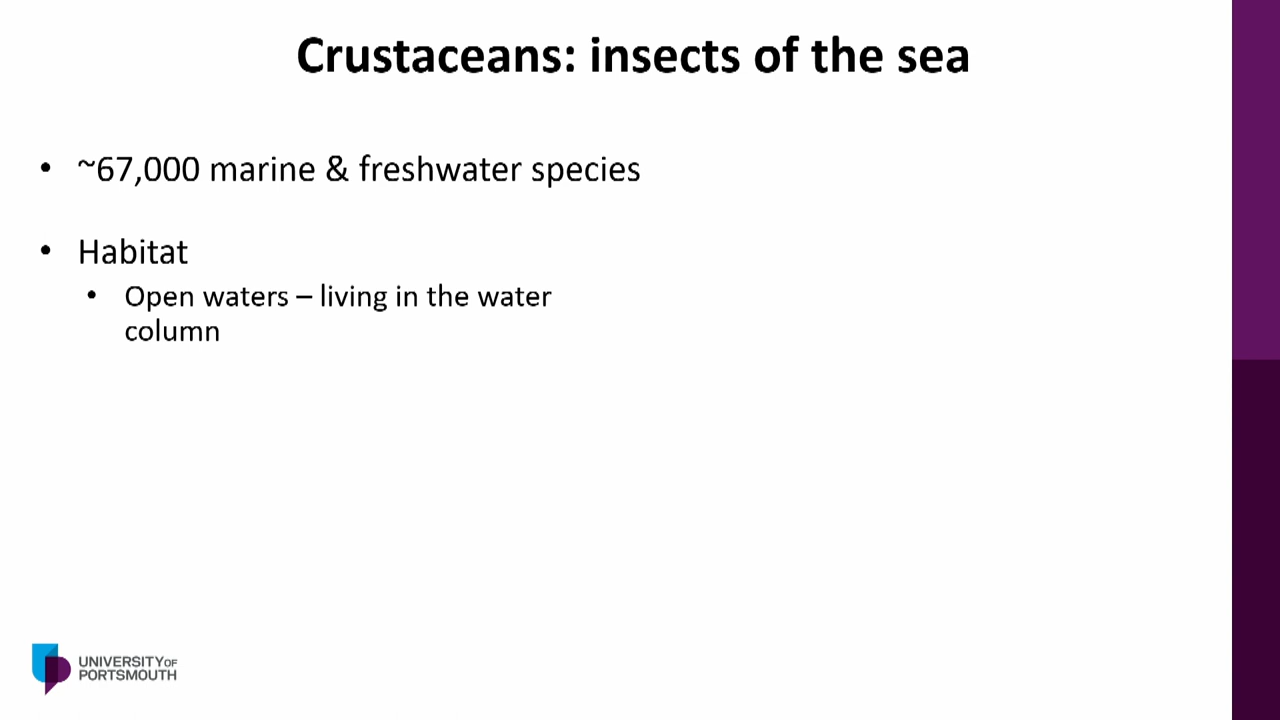 Crustaceans: insects of the sea
• ~67,000 marine & freshwater species
• Habitat
• Open waters – living in the water
column
UNIVERSITY OF
PORTSMOUTH